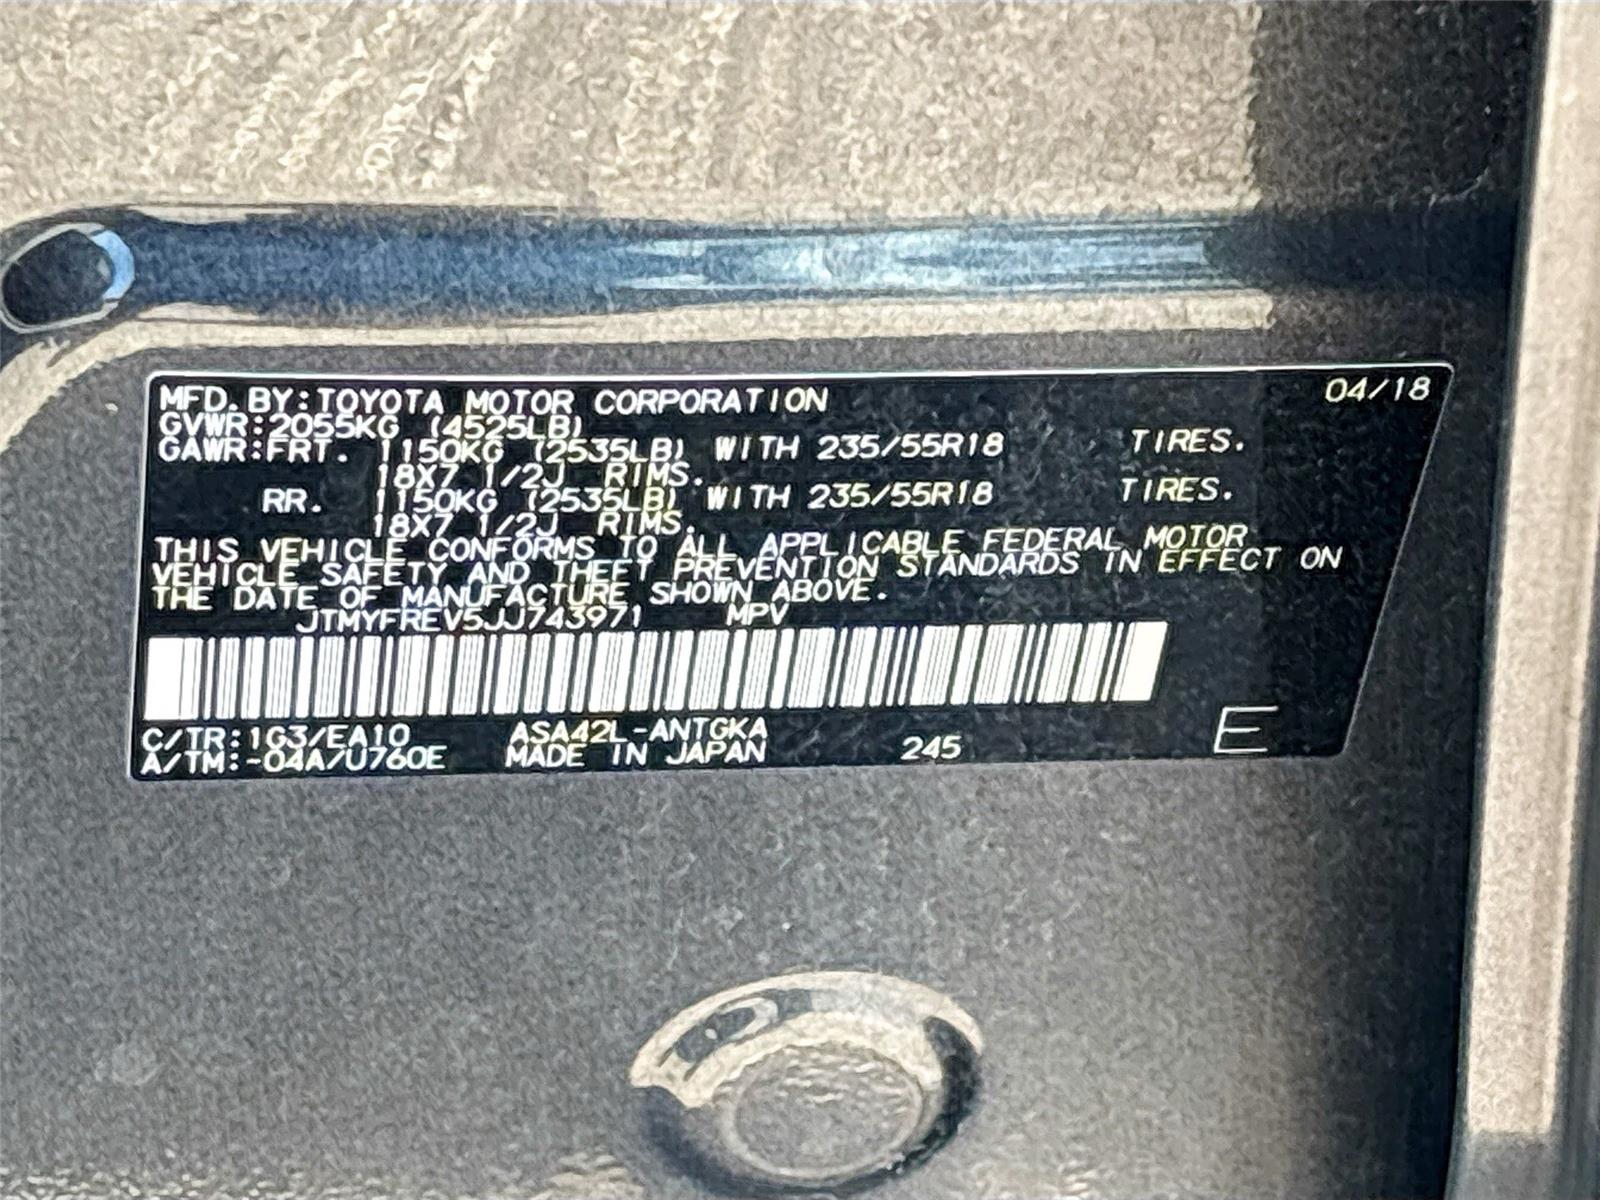 MFD.BY:TOYOTA MOTOR CORPORATION 04/18
GVWR:2055KG (4525LB)
GAWR:FRT. 1150KG (2535LB) WITH 235/55R18 TIRES.
18X7 1/2J RIMS.
RR. 1150KG (2535LB) WITH 235/55R18 TIRES.
18X7 1/2J RIMS.
THIS VEHICLE CONFORMS TO ALL APPLICABLE FEDERAL MOTOR
VEHICLE SAFETY AND THEFT PREVENTION STANDARDS IN EFFECT ON
THE DATE OF MANUFACTURE SHOWN ABOVE.
JTMYFREV5JJ743971 MPV
C/TR:1G3/EA10 ASA42L-ANTGKA
A/TM:-04A/U760E MADE IN JAPAN 245 E